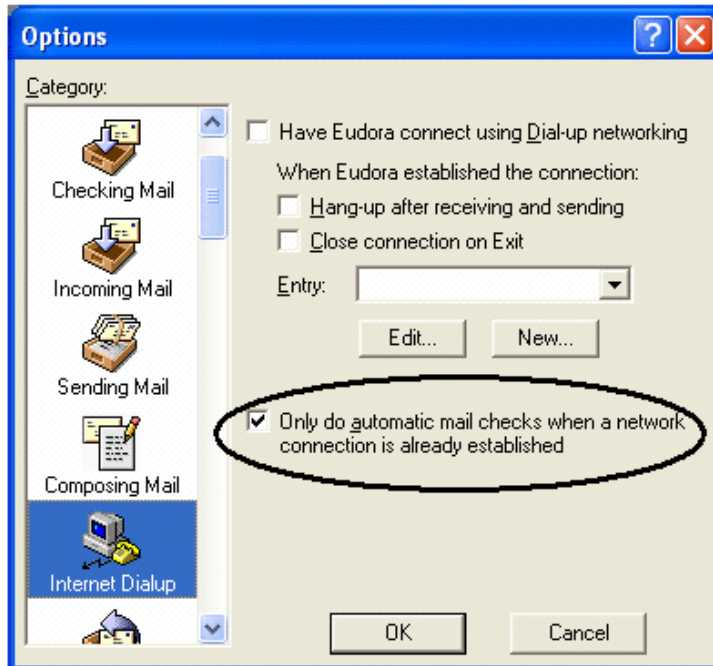 Options
Category:
Checking Mail
Incoming Mail
Sending Mail
Composing Mail
Internet Dialup
Have Eudora connect using Dial-up networking
When Eudora established the connection:
Hang-up after receiving and sending
Close connection on Exit
Entry:
Edit...
New...
Only do automatic mail checks when a network
connection is already established
OK
Cancel